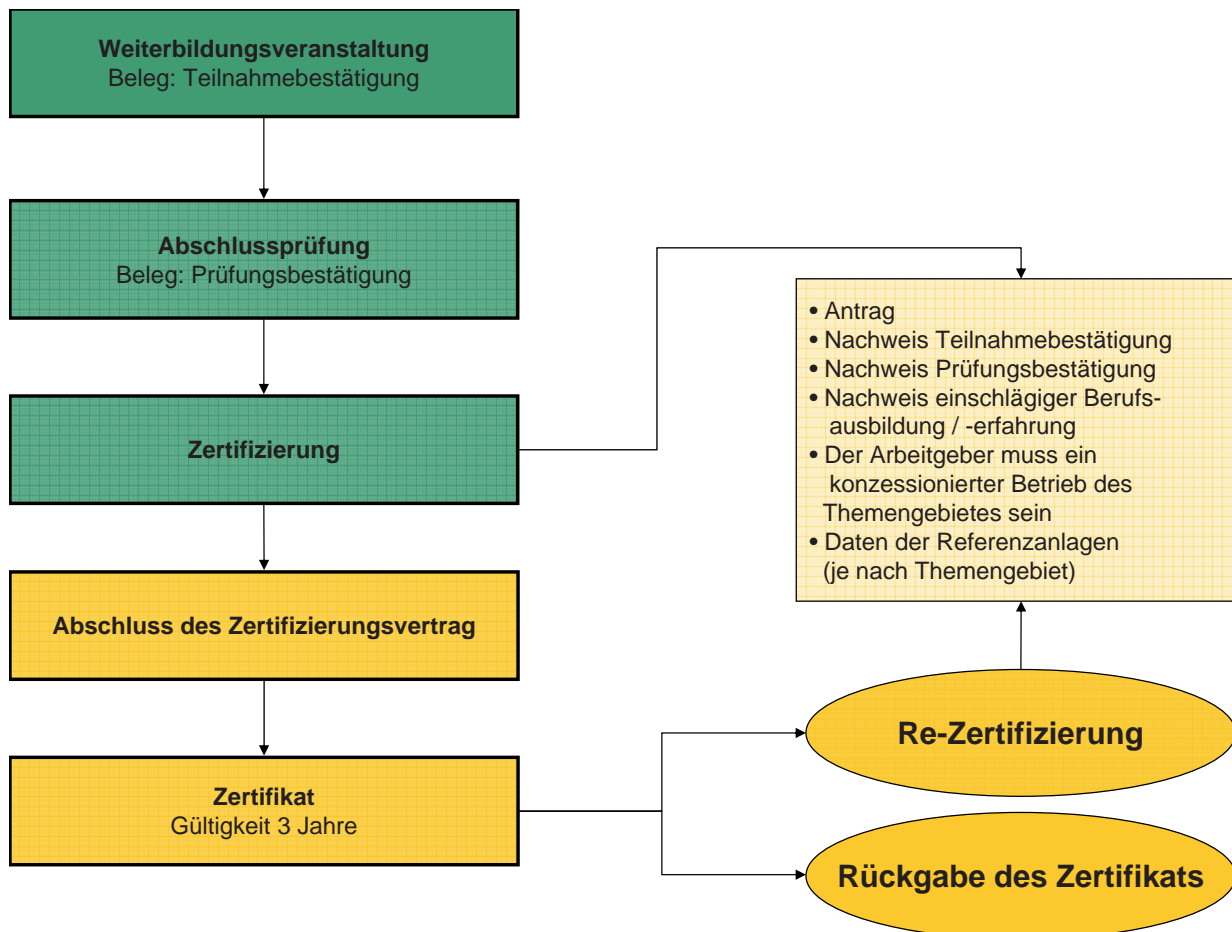 Weiterbildungsveranstaltung
Beleg: Teilnahmebestätigung
Abschlussprüfung
Beleg: Prüfungsbestätigung
Zertifizierung
Abschluss des Zertifizierungsvertrag
Zertifikat
Gültigkeit 3 Jahre
• Antrag
• Nachweis Teilnahmebestätigung
• Nachweis Prüfungsbestätigung
• Nachweis einschlägiger Berufs-
ausbildung / -erfahrung
• Der Arbeitgeber muss ein
konzessionierter Betrieb des
Themengebietes sein
• Daten der Referenzanlagen
(je nach Themengebiet)
Re-Zertifizierung
Rückgabe des Zertifikats